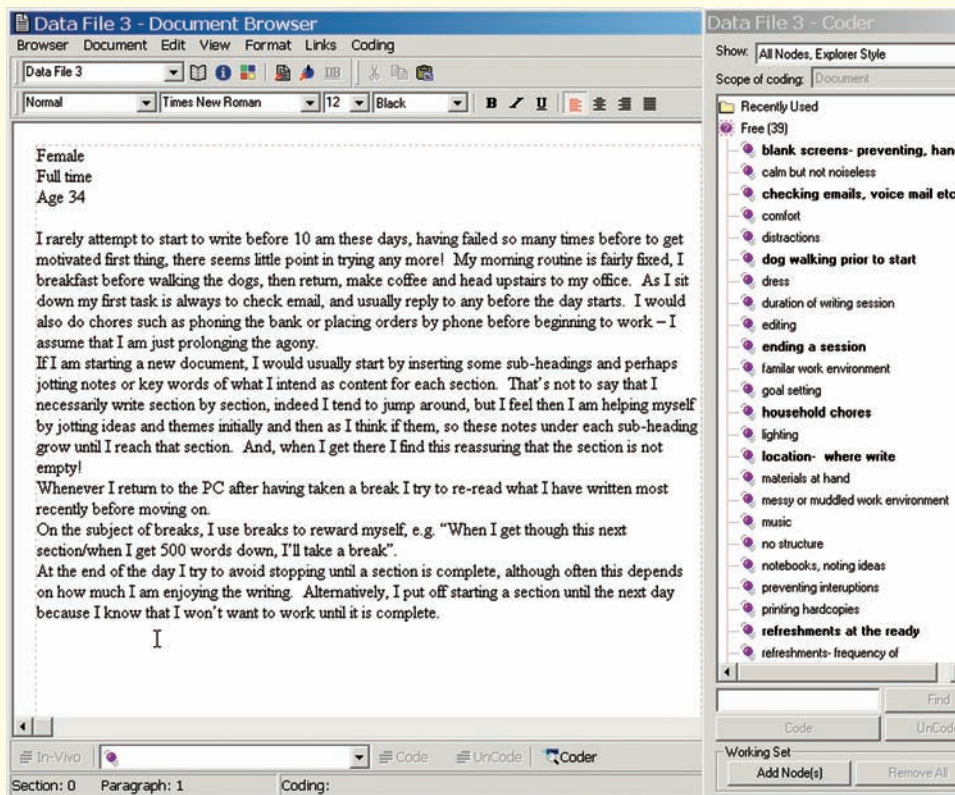 Data File 3 - Document Browser
Browser Document Edit View Format Links Coding
Data File 3
DB
Normal Times New Roman 12 Black B I U
Female
Full time
Age 34
I rarely attempt to start to write before 10 am these days, having failed so many times before to get
motivated first thing, there seems little point in trying any more! My morning routine is fairly fixed, I
breakfast before walking the dogs, then return, make coffee and head upstairs to my office. As I sit
down my first task is always to check email, and usually reply to any before the day starts. I would
also do chores such as phoning the bank or placing orders by phone before beginning to work – I
assume that I am just prolonging the agony.
If I am starting a new document, I would usually start by inserting some sub-headings and perhaps
jotting notes or key words of what I intend as content for each section. That's not to say that I
necessarily write section by section, indeed I tend to jump around, but I feel then I am helping myself
by jotting ideas and themes initially and then as I think if them, so these notes under each sub-heading
grow until I reach that section. And, when I get there I find this reassuring that the section is not
empty!
Whenever I return to the PC after having taken a break I try to re-read what I have written most
recently before moving on.
On the subject of breaks, I use breaks to reward myself, e.g. “When I get though this next
section/when I get 500 words down, I'll take a break”.
At the end of the day I try to avoid stopping until a section is complete, although often this depends
on how much I am enjoying the writing. Alternatively, I put off starting a section until the next day
because I know that I won't want to work until it is complete.
In-Vivo Code UnCode Coder
Section: 0 Paragraph: 1 Coding:
Data File 3 - Coder
Show: All Nodes, Explorer Style
Scope of coding: Document
Recently Used
Free (39)
blank screens- preventing, han
calm but not noiseless
checking emails, voice mail etc
comfort
distractions
dog walking prior to start
dress
duration of writing session
editing
ending a session
familar work environment
goal setting
household chores
lighting
location- where write
materials at hand
messy or muddled work environment
music
no structure
notebooks, noting ideas
preventing interuptions
printing hardcopies
refreshments at the ready
refreshments- frequency of
Find
Code UnCode
Working Set
Add Node(s) Remove All